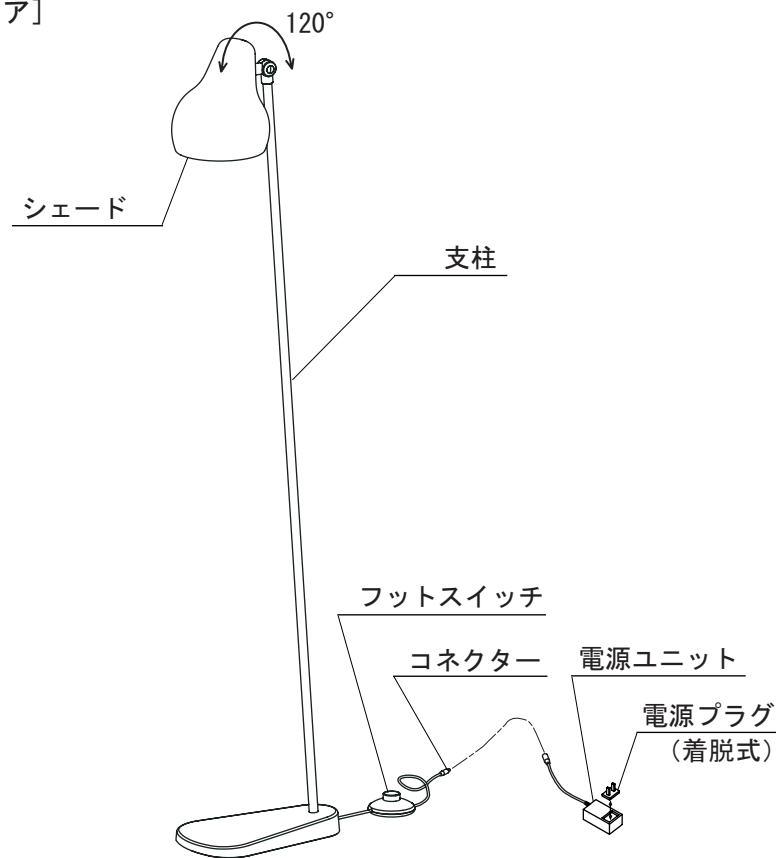 ア］
120°
シェード
支柱
フットスイッチ
コネクター
電源ユニット
電源プラグ
（着脱式）